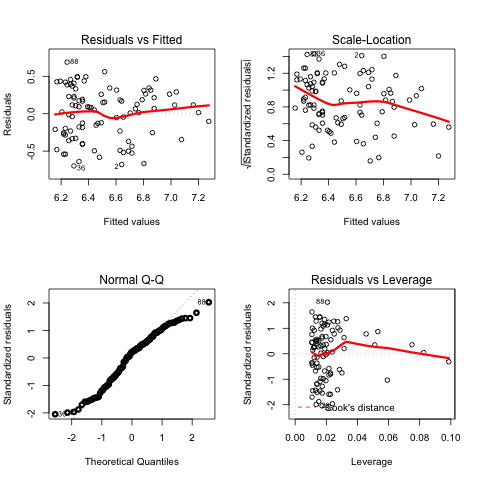 Residuals vs Fitted
Residuals
0.5
0.0
-0.5
88
36
2
6.2 6.4 6.6 6.8 7.0 7.2
Fitted values
Scale-Location
√|Standardized residuals|
1.2
0.8
0.4
0.0
36
2
6.2 6.4 6.6 6.8 7.0 7.2
Fitted values
Normal Q-Q
Standardized residuals
2
1
0
-1
-2
88
-2 -1 0 1 2
Theoretical Quantiles
Residuals vs Leverage
Standardized residuals
2
1
0
-1
-2
88
Cook's distance
0.00 0.02 0.04 0.06 0.08 0.10
Leverage